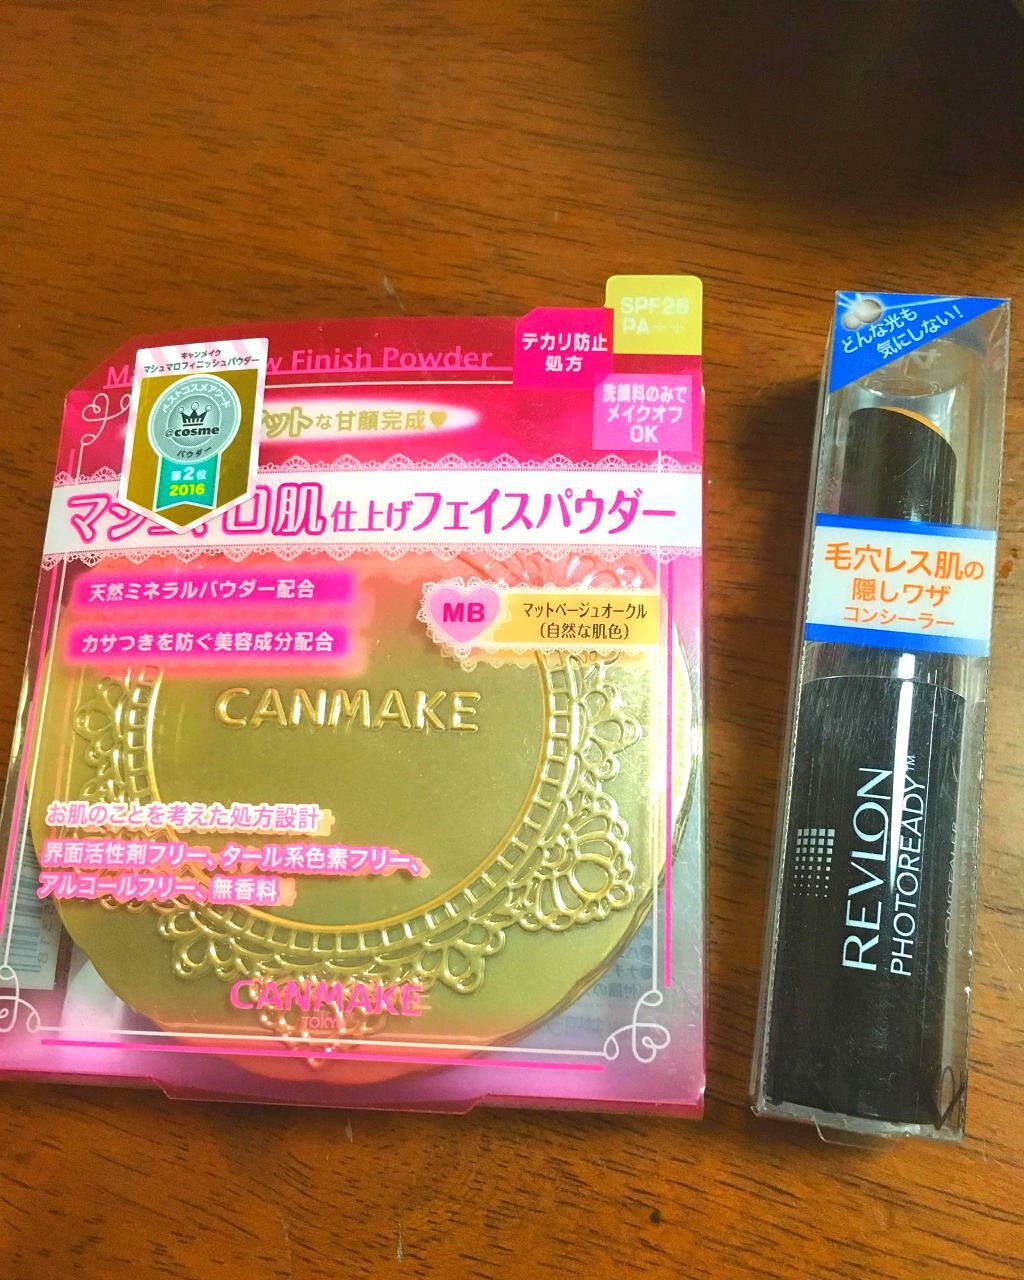 SPF26
PA++
テカリ防止
処方
洗顔料のみで
メイクオフ
OK
Finish Powder
キャンメイク
マシュマロフィニッシュパウダー
ベストコスメアワード
@cosme
パウダー
第2位
2016
な甘顔完成♥
マシュマロ肌仕上げフェイスパウダー
天然ミネラルパウダー配合
カサつきを防ぐ美容成分配合
MB
マットベージュオークル
(自然な肌色)
CANMAKE
お肌のことを考えた処方設計
界面活性剤フリー、タール系色素フリー、
アルコールフリー、無香料
CANMAKE
TOKYO
どんな光も
気にしない!
毛穴レス肌の
隠しワザ
コンシーラー
REVLON
PHOTOREADY™
CONCEALER